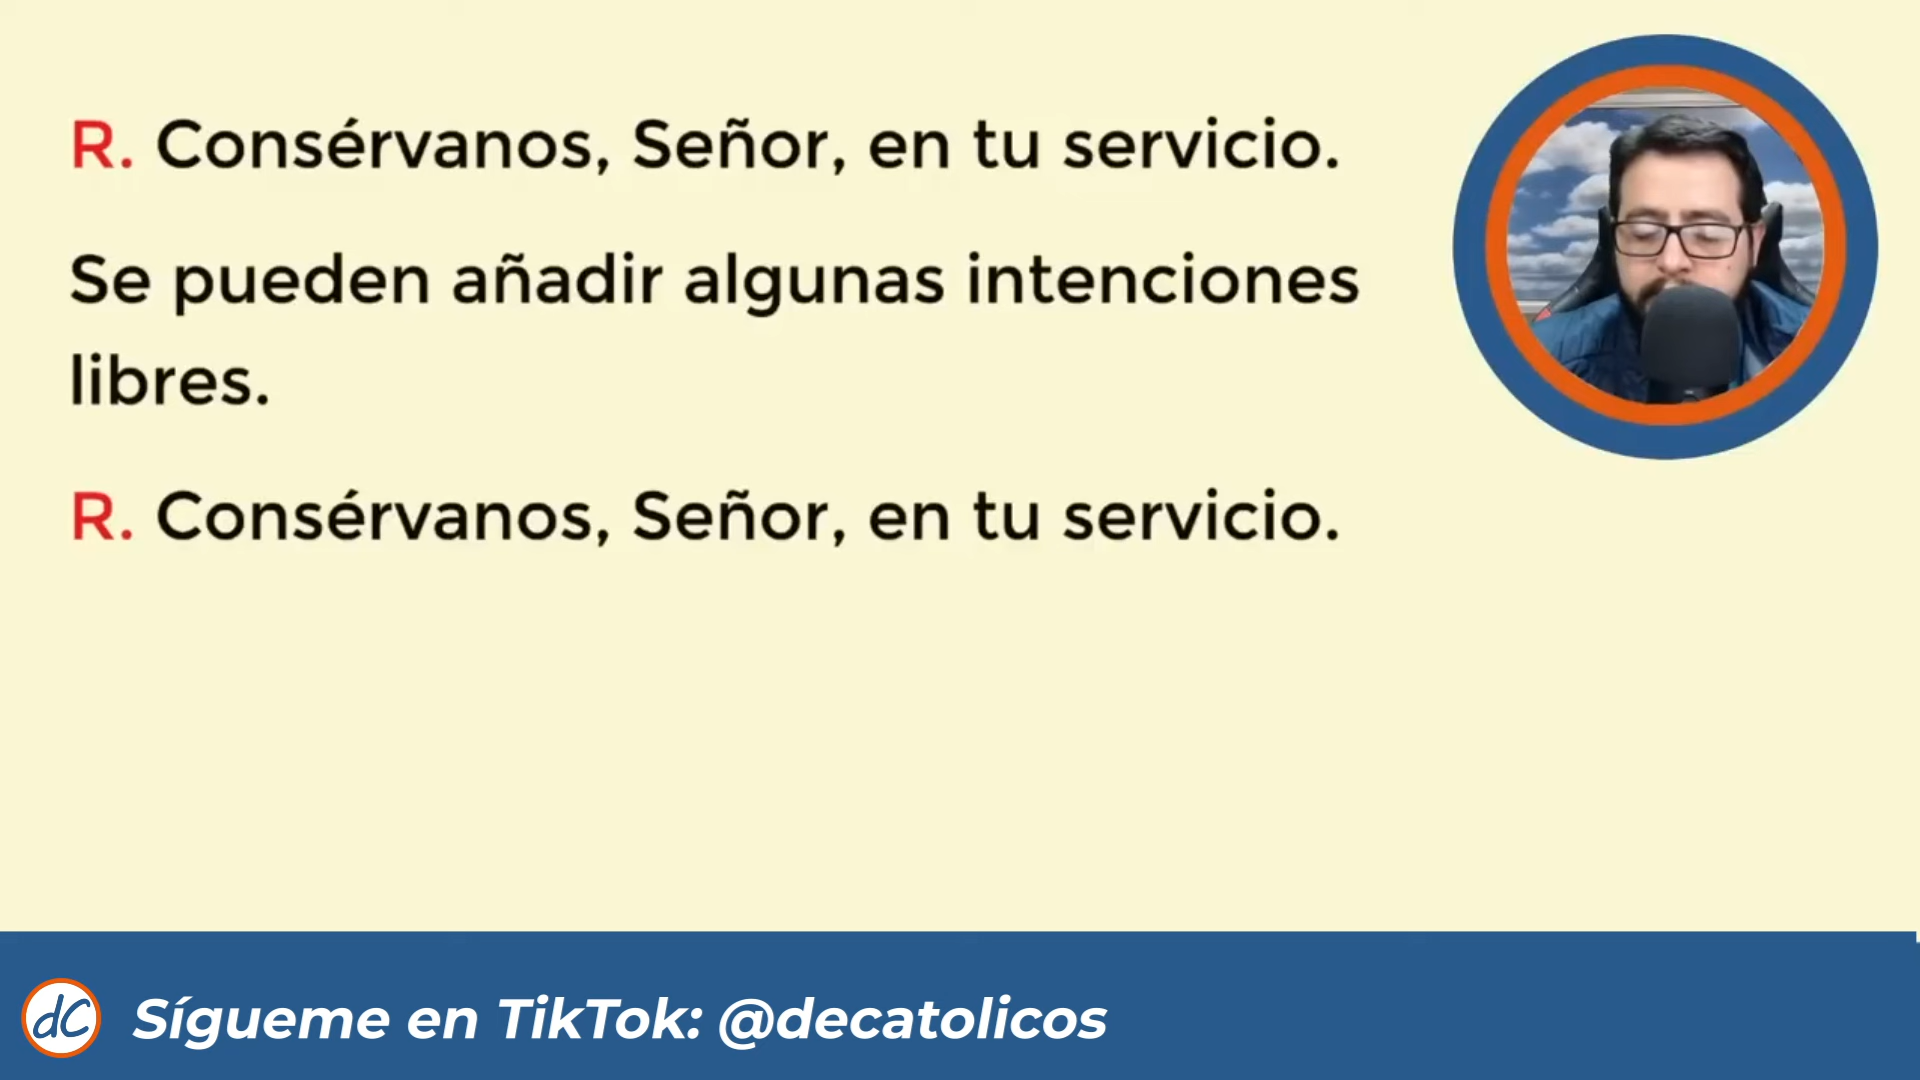 R. Consérvanos, Señor, en tu servicio.
Se pueden añadir algunas intenciones
libres.
R. Consérvanos, Señor, en tu servicio.
dC Sígueme en TikTok: @decatolicos